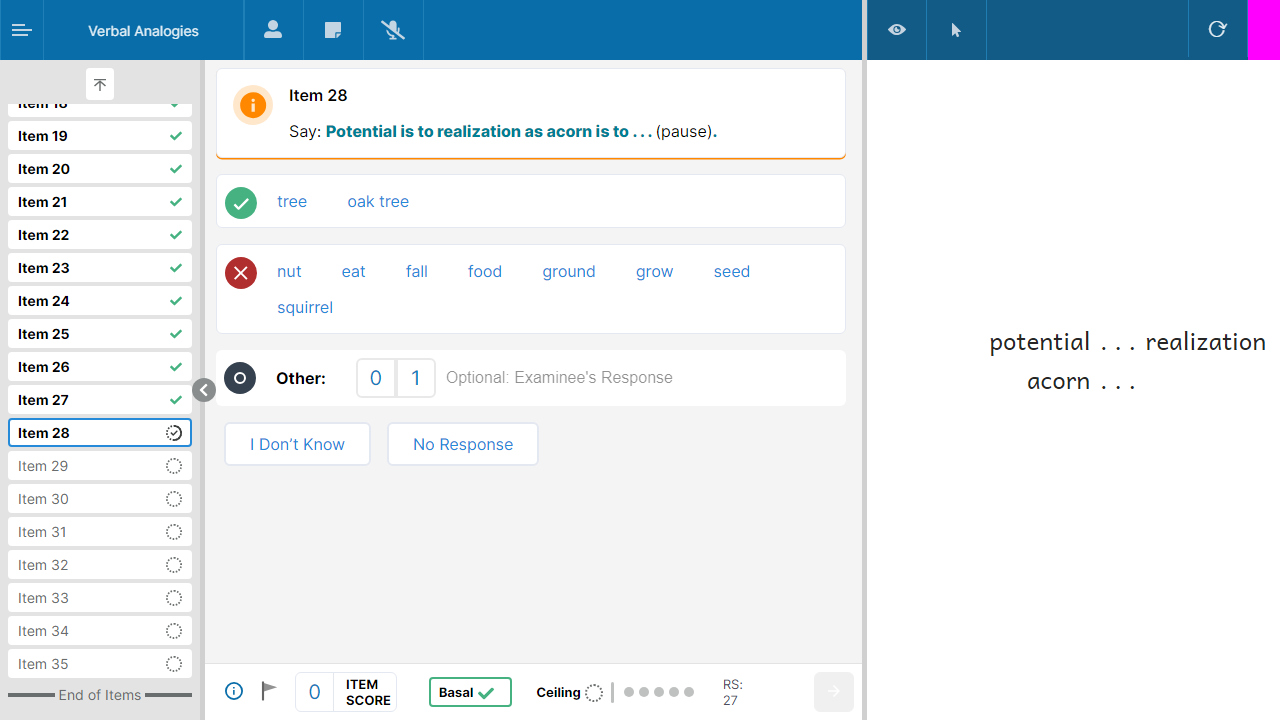 Verbal Analogies
Item 18
Item 19
Item 20
Item 21
Item 22
Item 23
Item 24
Item 25
Item 26
Item 27
Item 28
Item 29
Item 30
Item 31
Item 32
Item 33
Item 34
Item 35
End of Items
Item 28
Say: Potential is to realization as acorn is to . . . (pause).
tree oak tree
nut eat fall food ground grow seed
squirrel
Other: 0 1 Optional: Examinee's Response
I Don’t Know No Response
0 ITEM SCORE Basal Ceiling RS: 27
potential . . . realization
acorn . . .